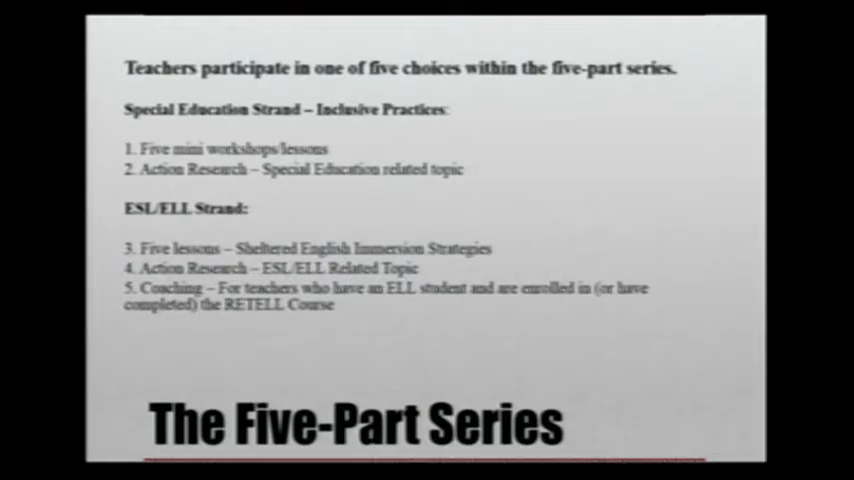 Teachers participate in one of five choices within the five-part series.
Special Education Strand – Inclusive Practices:
1. Five mini workshops/lessons
2. Action Research – Special Education related topic
ESL/ELL Strand:
3. Five lessons – Sheltered English Immersion Strategies
4. Action Research – ESL/ELL Related Topic
5. Coaching – For teachers who have an ELL student and are enrolled in (or have
completed) the RETELL Course
The Five-Part Series